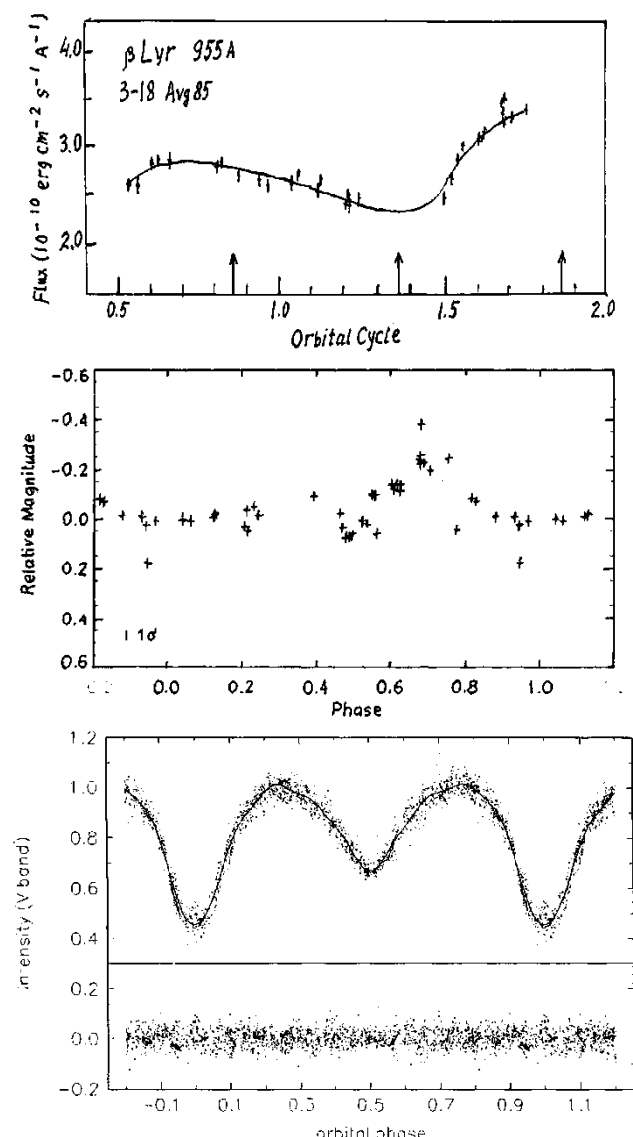 β Lyr 955A
3-18 Avg 85
Flux (10⁻¹⁰ erg cm⁻² s⁻¹ A⁻¹)
4.0
3.0
2.0
0.5 1.0 1.5 2.0
Orbital Cycle
-0.6
-0.4
-0.2
0.0
0.2
0.4
0.6
Relative Magnitude
I 1σ
0.0 0.2 0.4 0.6 0.8 1.0
Phase
1.2
1.0
0.8
0.6
0.4
0.2
0.0
-0.2
intensity (V band)
-0.1 0.1 0.3 0.5 0.7 0.9 1.1
orbital phase